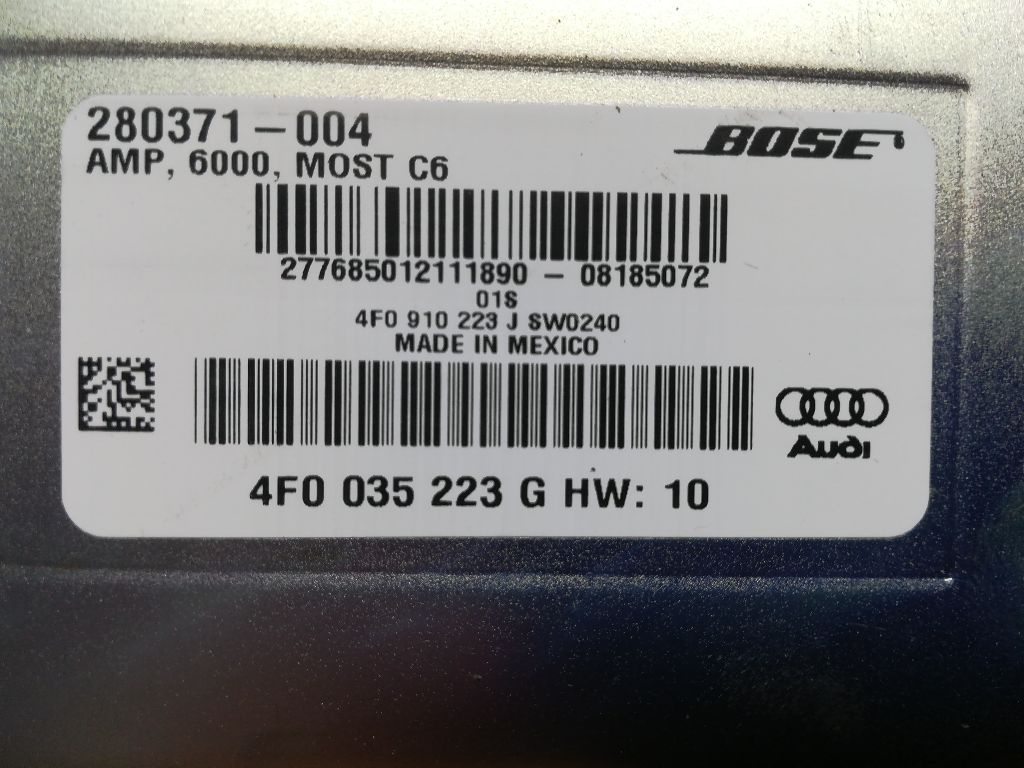 280371-004
BOSE
AMP, 6000, MOST C6
277685012111890 - 08185072
01S
4F0 910 223 J SW0240
MADE IN MEXICO
Audi
4F0 035 223 G HW: 10